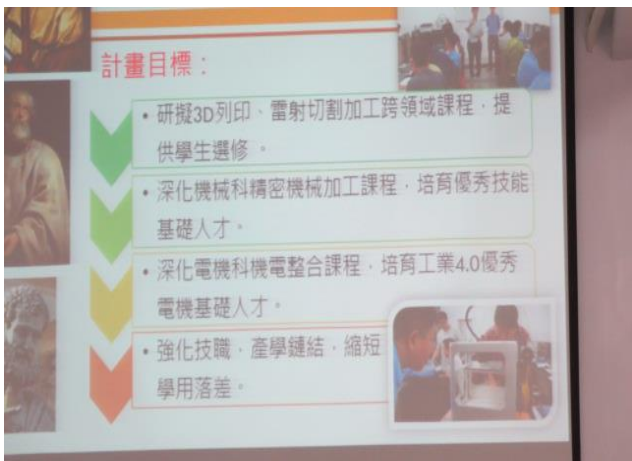 計畫目標：
• 研擬3D列印、雷射切割加工跨領域課程，提
供學生選修。
• 深化機械科精密機械加工課程，培育優秀技能
基礎人才。
• 深化電機科機電整合課程，培育工業4.0優秀
電機基礎人才。
• 強化技職、產學鏈結，縮短
學用落差。